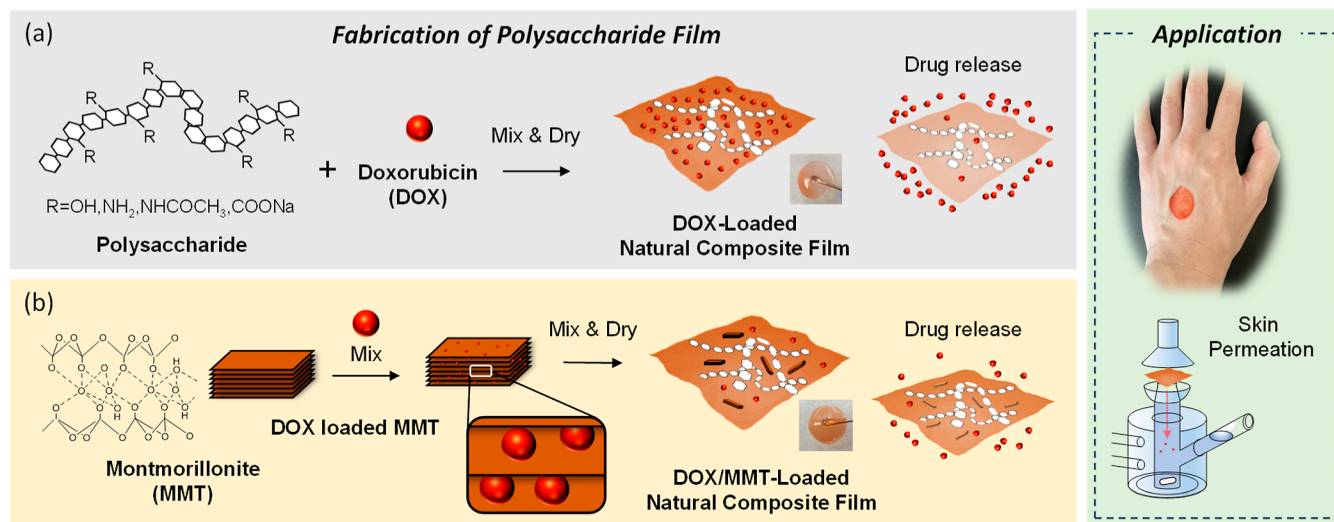 (a)
Fabrication of Polysaccharide Film
R
R
R
R
R
R
R=OH,NH2,NHCOCH3,COONa
Polysaccharide
+
Doxorubicin
(DOX)
Mix & Dry
DOX-Loaded
Natural Composite Film
Drug release
(b)
Montmorillonite
(MMT)
Mix
DOX loaded MMT
Mix & Dry
DOX/MMT-Loaded
Natural Composite Film
Drug release
Application
Skin
Permeation